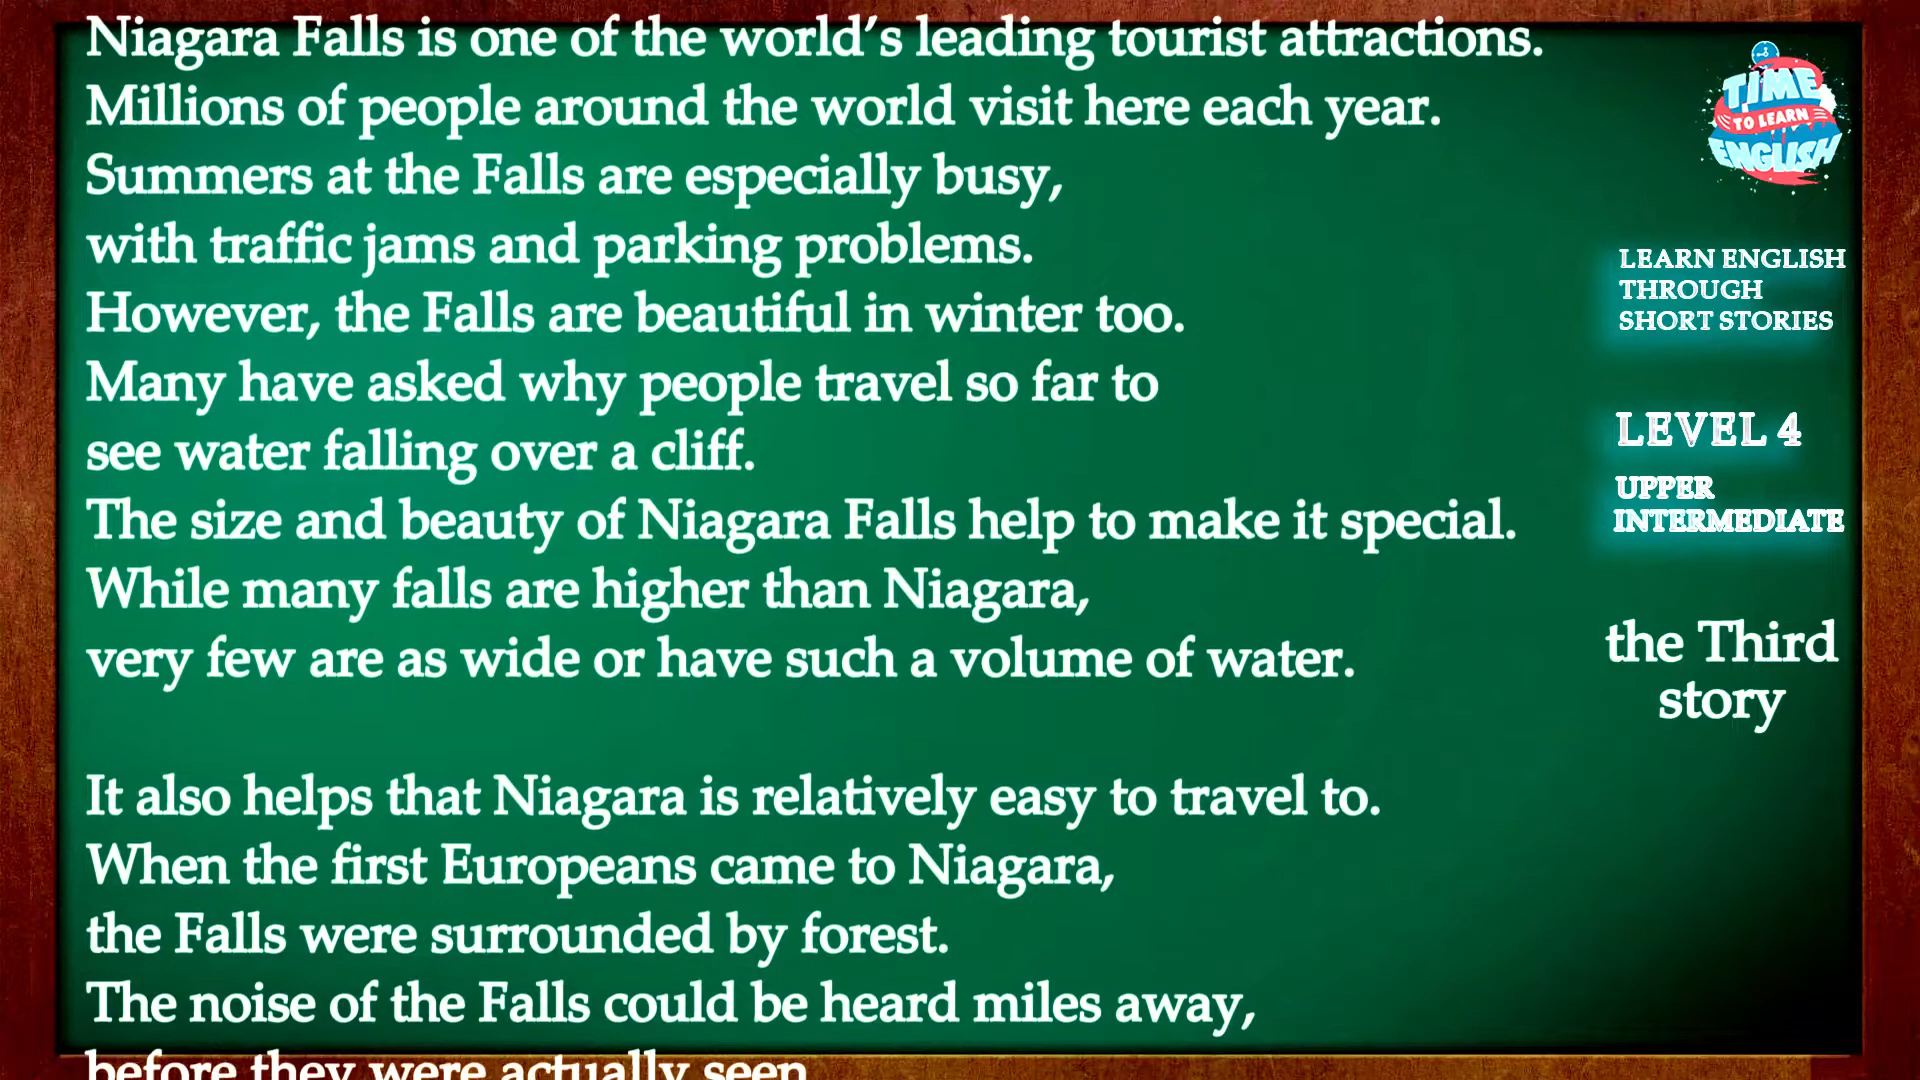 Niagara Falls is one of the world’s leading tourist attractions.
Millions of people around the world visit here each year.
Summers at the Falls are especially busy,
with traffic jams and parking problems.
However, the Falls are beautiful in winter too.
Many have asked why people travel so far to
see water falling over a cliff.
The size and beauty of Niagara Falls help to make it special.
While many falls are higher than Niagara,
very few are as wide or have such a volume of water.
It also helps that Niagara is relatively easy to travel to.
When the first Europeans came to Niagara,
the Falls were surrounded by forest.
The noise of the Falls could be heard miles away,
before they were actually seen
TIME
TO LEARN
ENGLISH
LEARN ENGLISH
THROUGH
SHORT STORIES
LEVEL 4
UPPER
INTERMEDIATE
the Third
story